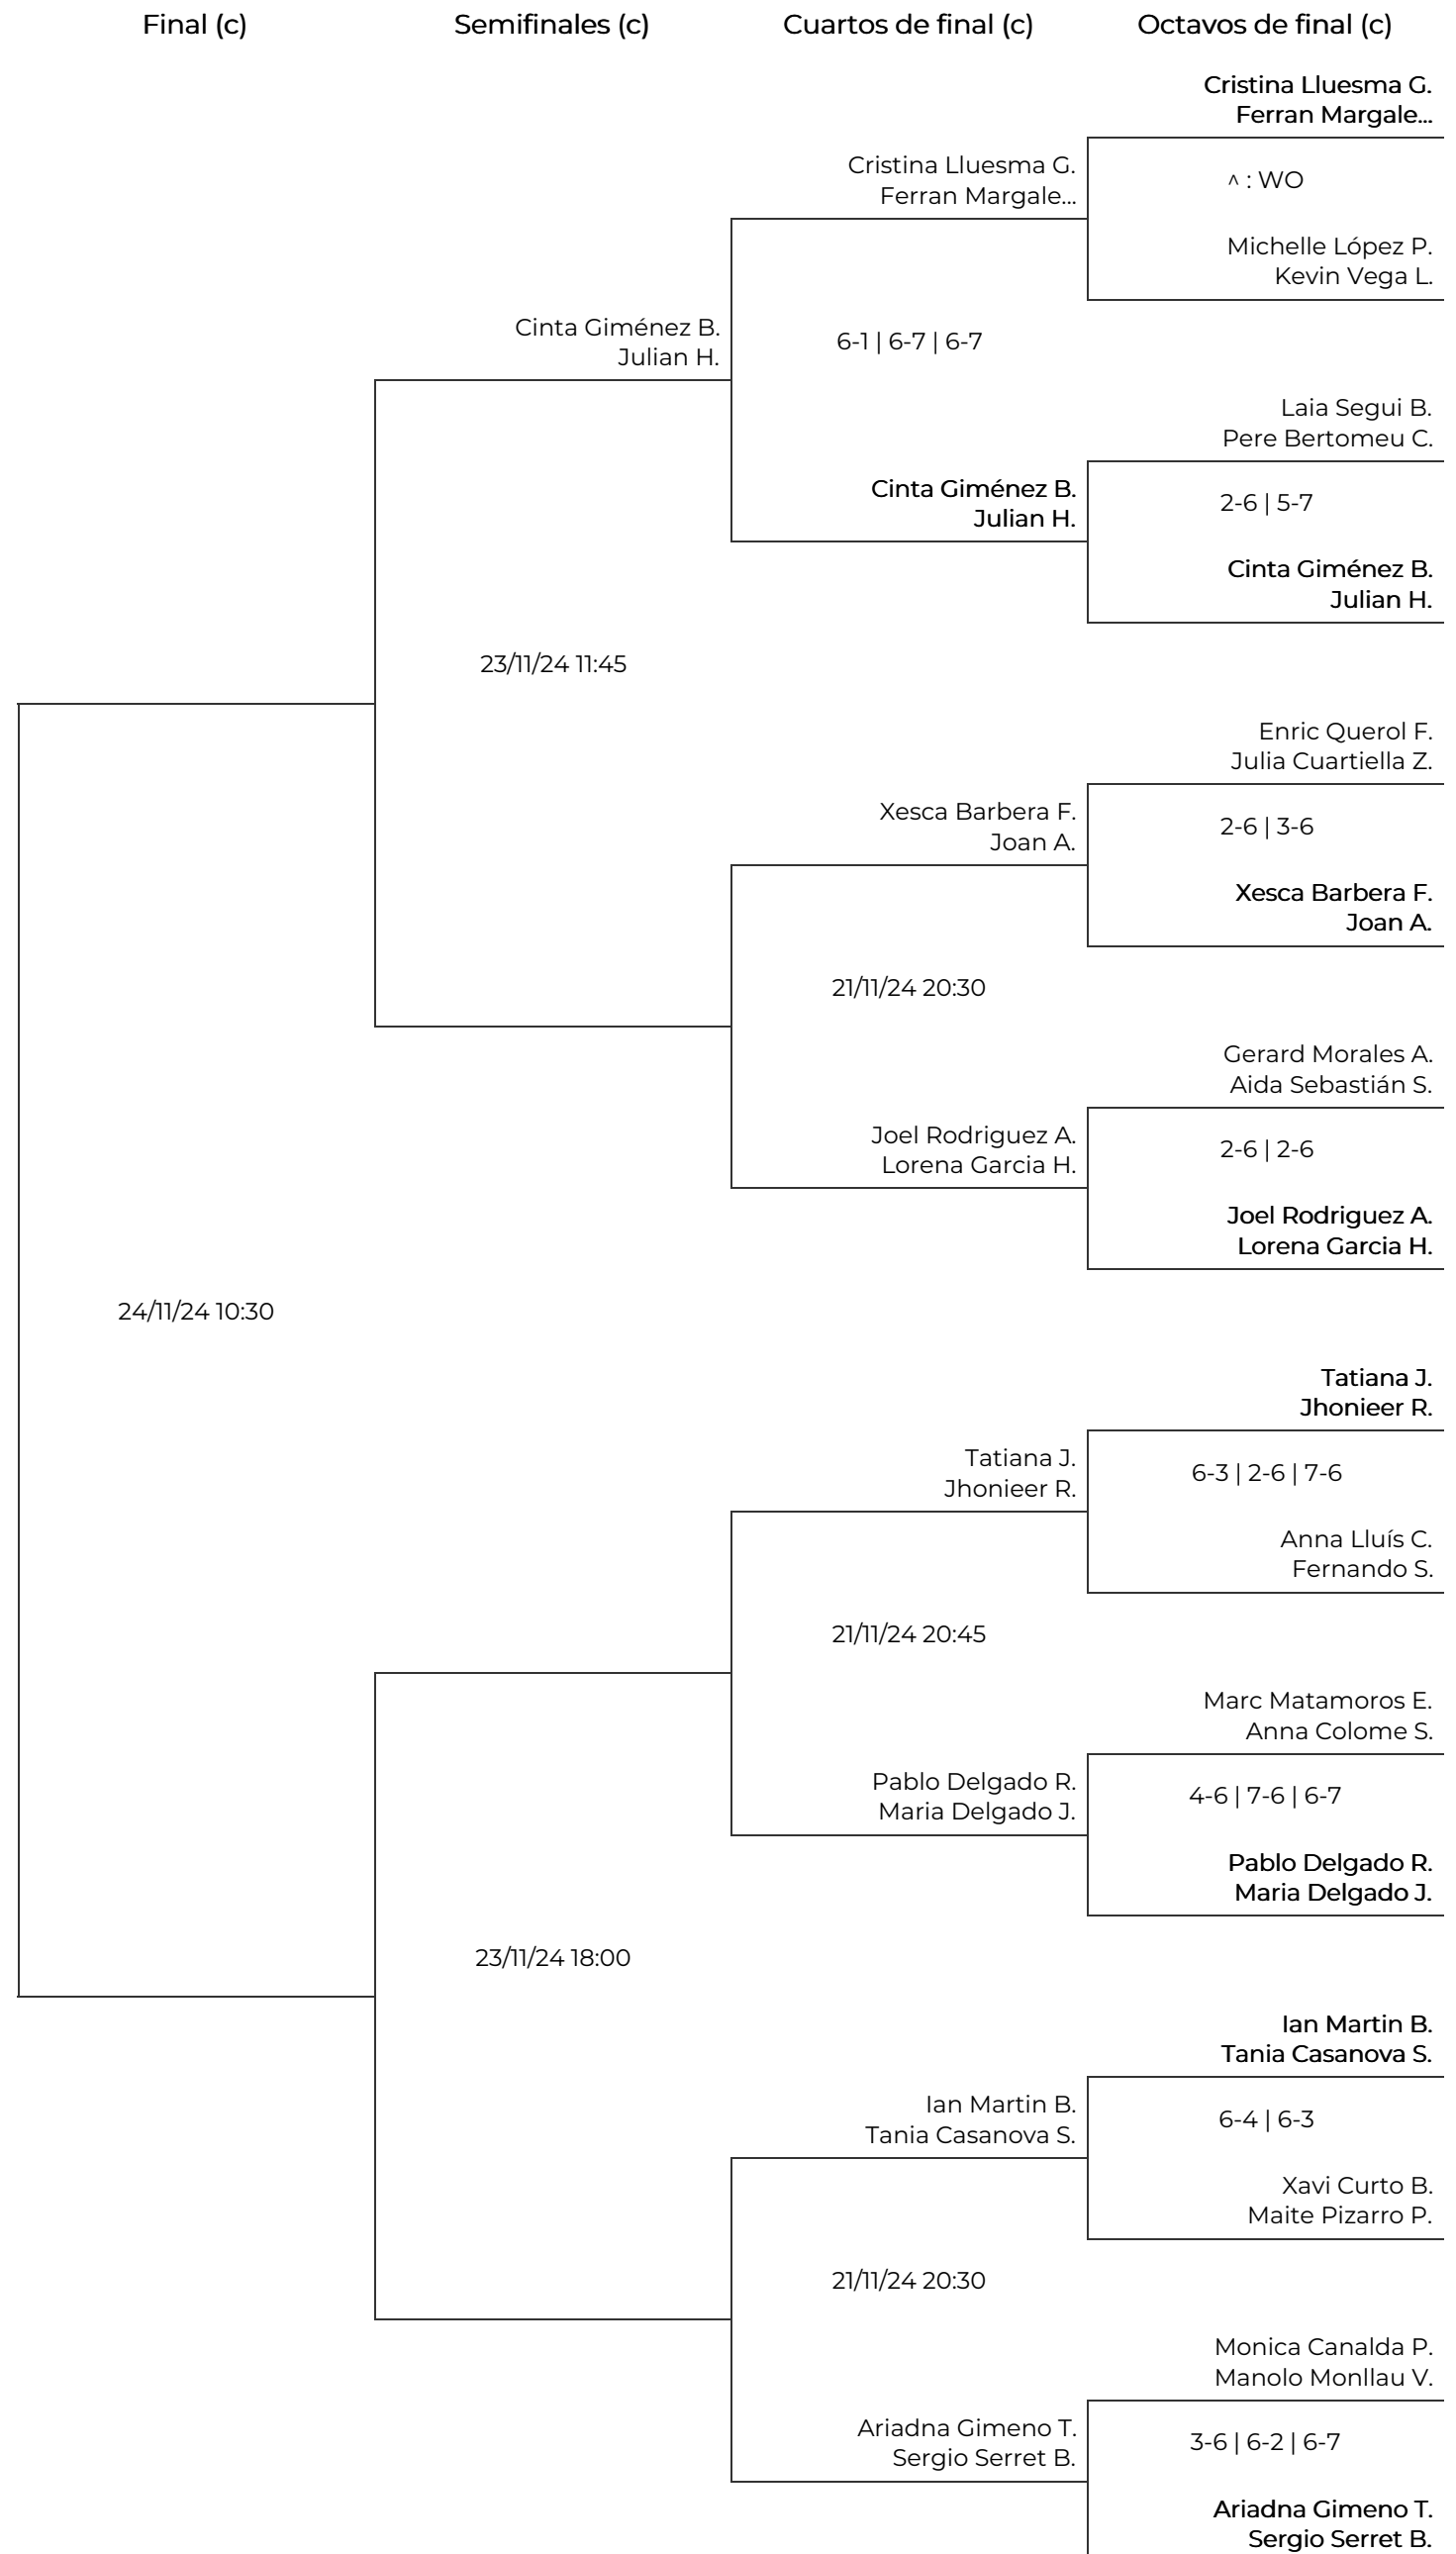 Final (c)
Semifinales (c)
Cuartos de final (c)
Octavos de final (c)
Cristina Lluesma G.
Ferran Margale...
Cristina Lluesma G.
Ferran Margale...
^ : WO
Michelle López P.
Kevin Vega L.
Cinta Giménez B.
Julian H.
6-1 | 6-7 | 6-7
Laia Segui B.
Pere Bertomeu C.
Cinta Giménez B.
Julian H.
2-6 | 5-7
Cinta Giménez B.
Julian H.
23/11/24 11:45
Enric Querol F.
Julia Cuartiella Z.
Xesca Barbera F.
Joan A.
2-6 | 3-6
Xesca Barbera F.
Joan A.
21/11/24 20:30
Gerard Morales A.
Aida Sebastián S.
Joel Rodriguez A.
Lorena Garcia H.
2-6 | 2-6
Joel Rodriguez A.
Lorena Garcia H.
24/11/24 10:30
Tatiana J.
Jhonieer R.
Tatiana J.
Jhonieer R.
6-3 | 2-6 | 7-6
Anna Lluís C.
Fernando S.
21/11/24 20:45
Marc Matamoros E.
Anna Colome S.
Pablo Delgado R.
Maria Delgado J.
4-6 | 7-6 | 6-7
Pablo Delgado R.
Maria Delgado J.
23/11/24 18:00
Ian Martin B.
Tania Casanova S.
Ian Martin B.
Tania Casanova S.
6-4 | 6-3
Xavi Curto B.
Maite Pizarro P.
21/11/24 20:30
Monica Canalda P.
Manolo Monllau V.
Ariadna Gimeno T.
Sergio Serret B.
3-6 | 6-2 | 6-7
Ariadna Gimeno T.
Sergio Serret B.